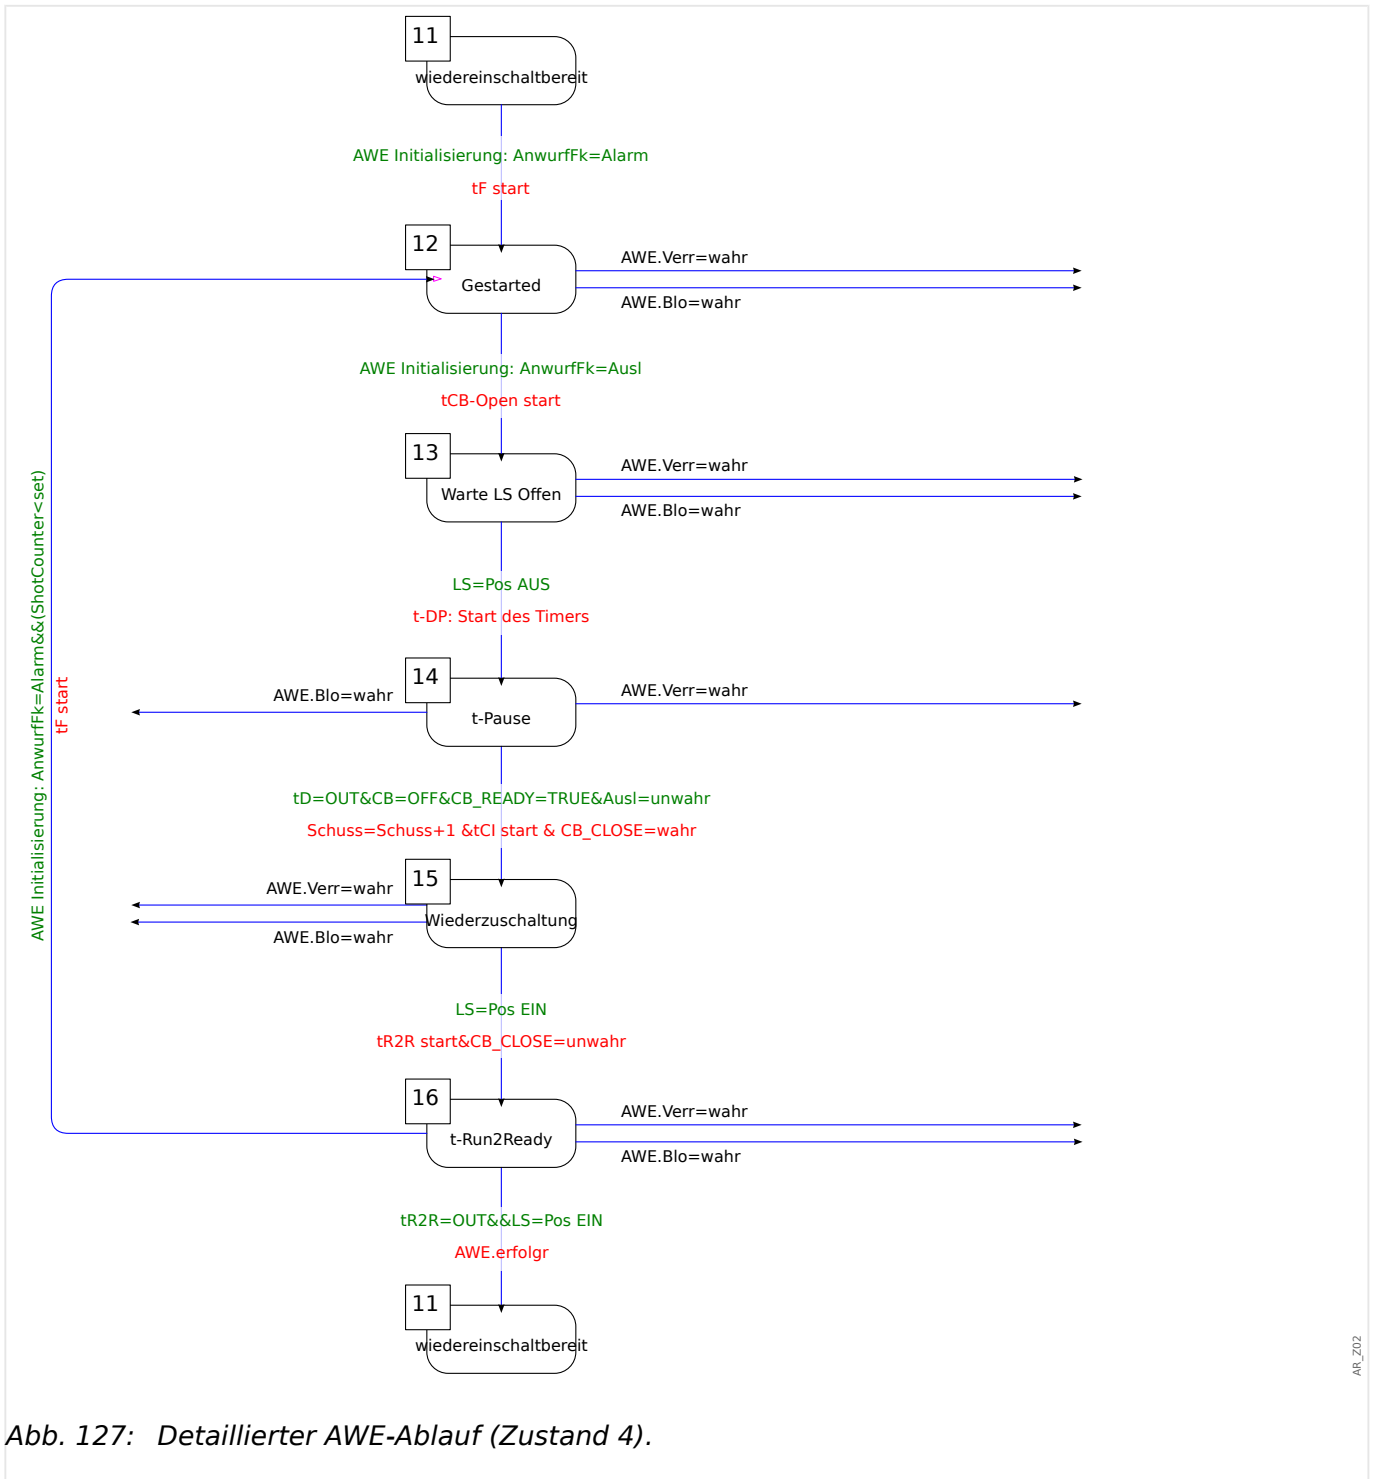 11
wiedereinschaltbereit
AWE Initialisierung: AnwurfFk=Alarm
tF start
12
Gestarted
AWE.Verr=wahr
AWE.Blo=wahr
AWE Initialisierung: AnwurfFk=Ausl
tCB-Open start
13
Warte LS Offen
AWE.Verr=wahr
AWE.Blo=wahr
AWE Initialisierung: AnwurfFk=Alarm&&(ShotCounter<set)
tF start
LS=Pos AUS
t-DP: Start des Timers
14
t-Pause
AWE.Blo=wahr
AWE.Verr=wahr
tD=OUT&CB=OFF&CB_READY=TRUE&Ausl=unwahr
Schuss=Schuss+1 &tCI start & CB_CLOSE=wahr
15
Wiederzuschaltung
AWE.Verr=wahr
AWE.Blo=wahr
LS=Pos EIN
tR2R start&CB_CLOSE=unwahr
16
t-Run2Ready
AWE.Verr=wahr
AWE.Blo=wahr
tR2R=OUT&&LS=Pos EIN
AWE.erfolgr
11
wiedereinschaltbereit
AR_Z02
Abb. 127: Detaillierter AWE-Ablauf (Zustand 4).